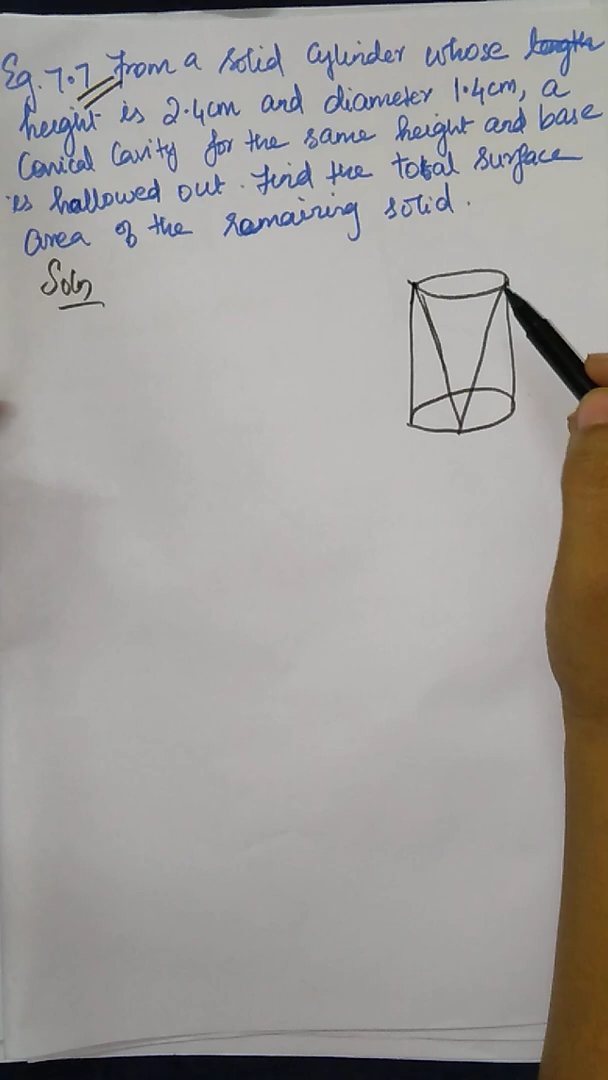 Eg. 7.7 From a solid cylinder whose length
height is 2.4cm and diameter 1.4cm, a
Conical Cavity for the same height and base
is hallowed out. Find the total surface
area of the remaining solid.
Soln